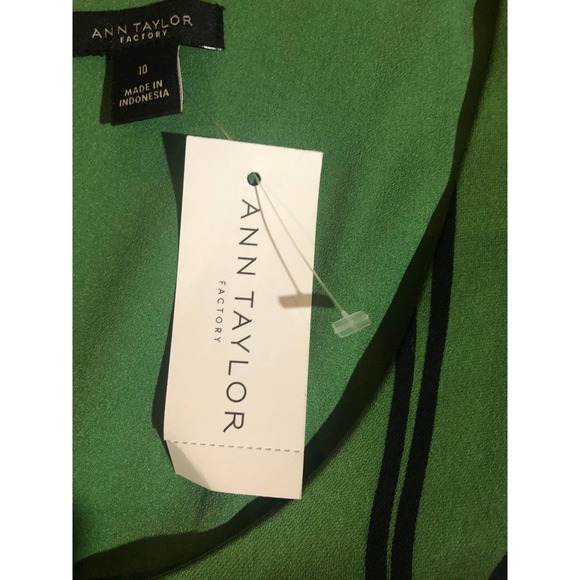 ANN TAYLOR
FACTORY
10
MADE IN
INDONESIA
ANN TAYLOR
FACTORY